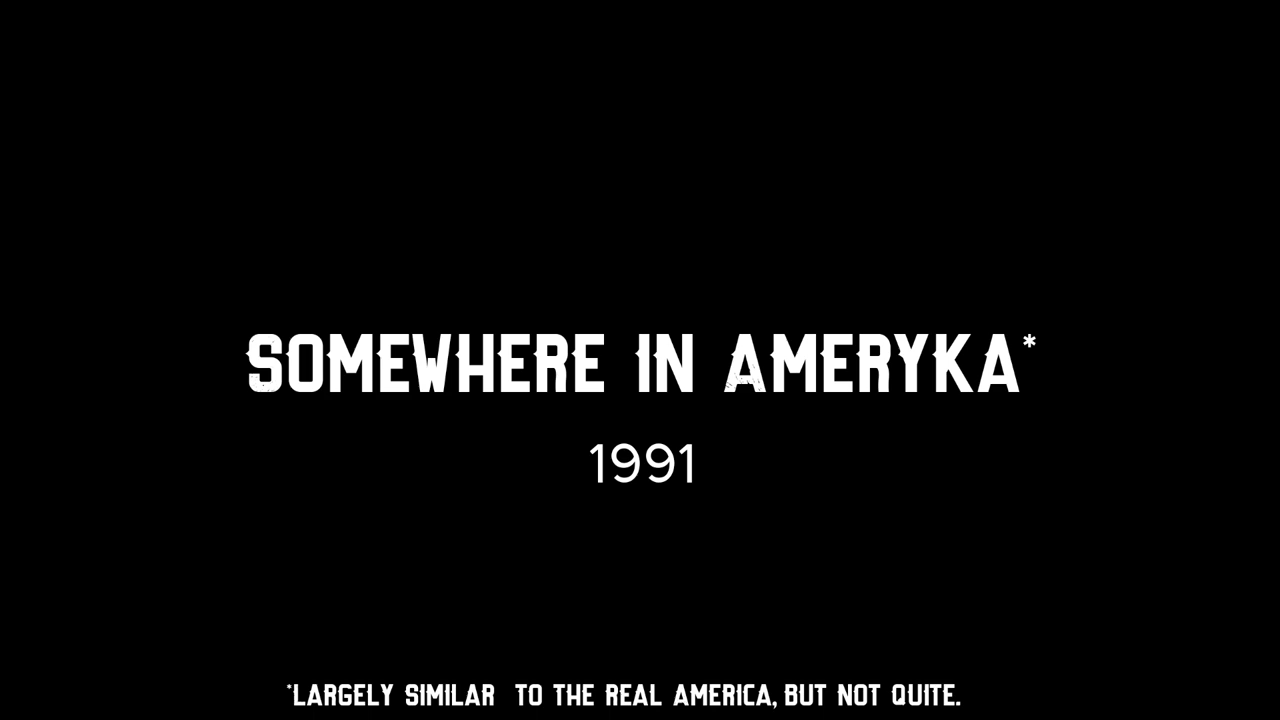 SOMEWHERE IN AMERYKA*
1991
*LARGELY SIMILAR TO THE REAL AMERICA, BUT NOT QUITE.